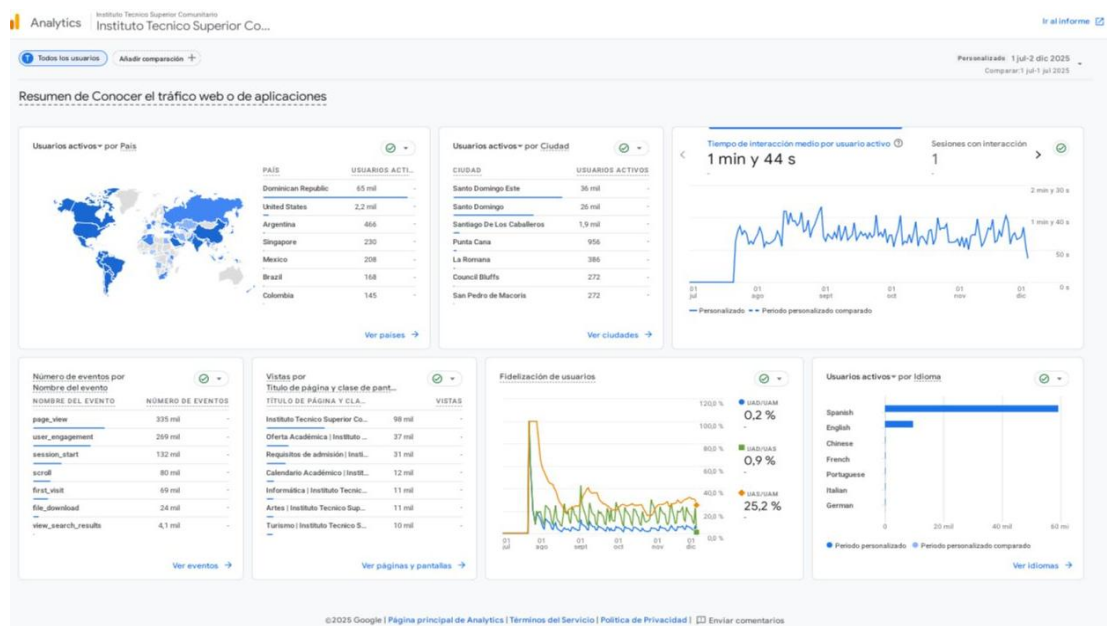 Analytics
Instituto Tecnico Superior Comunitario
Instituto Tecnico Superior Co...
Ir al informe
T Todos los usuarios
Añadir comparación +
Personalizado 1 jul-2 dic 2025
Comparar:1 jul-1 jul 2025
Resumen de Conocer el tráfico web o de aplicaciones
Usuarios activos por País
PAÍS USUARIOS ACTI...
Dominican Republic 65 mil -
United States 2,2 mil -
Argentina 466 -
Singapore 230 -
Mexico 208 -
Brazil 168 -
Colombia 145 -
Ver países →
Usuarios activos por Ciudad
CIUDAD USUARIOS ACTIVOS
Santo Domingo Este 36 mil -
Santo Domingo 26 mil -
Santiago De Los Caballeros 1,9 mil -
Punta Cana 956 -
La Romana 386 -
Council Bluffs 272 -
San Pedro de Macoris 272 -
Ver ciudades →
Tiempo de interacción medio por usuario activo
1 min y 44 s
-
Sesiones con interacción
1
-
2 min y 30 s
1 min y 40 s
50 s
0 s
01 jul
01 ago
01 sept
01 oct
01 nov
01 dic
Personalizado
Periodo personalizado comparado
Número de eventos por
Nombre del evento
NOMBRE DEL EVENTO NÚMERO DE EVENTOS
page_view 335 mil -
user_engagement 269 mil -
session_start 132 mil -
scroll 80 mil -
first_visit 69 mil -
file_download 24 mil -
view_search_results 4,1 mil -
Ver eventos →
Vistas por
Título de página y clase de pant...
TÍTULO DE PÁGINA Y CLA... VISTAS
Instituto Tecnico Superior Co... 98 mil -
Oferta Académica | Instituto ... 37 mil -
Requisitos de admisión | Insti... 31 mil -
Calendario Académico | Instit... 12 mil -
Informática | Instituto Tecnic... 11 mil -
Artes | Instituto Tecnico Sup... 11 mil -
Turismo | Instituto Tecnico S... 10 mil -
Ver páginas y pantallas →
Fidelización de usuarios
120,0 %
100,0 %
80,0 %
60,0 %
40,0 %
20,0 %
0,0 %
01 jul
01 ago
01 sept
01 oct
01 nov
01 dic
UAD/UAM
0,2 %
-
UAD/UAS
0,9 %
-
UAS/UAM
25,2 %
-
Usuarios activos por Idioma
Spanish
English
Chinese
French
Portuguese
Italian
German
0 20 mil 40 mil 60 mi
Periodo personalizado
Periodo personalizado comparado
Ver idiomas →
©2025 Google | Página principal de Analytics | Términos del Servicio | Política de Privacidad | Enviar comentarios